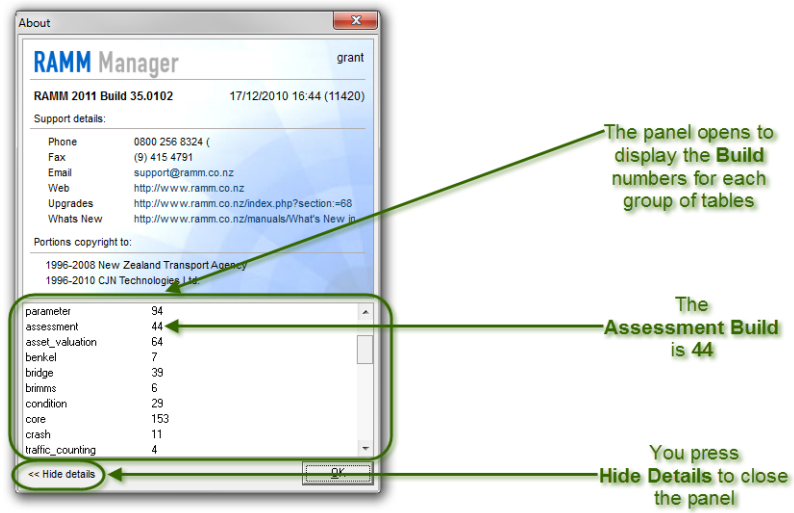 About
RAMM Manager
grant
RAMM 2011 Build 35.0102 17/12/2010 16:44 (11420)
Support details:
Phone 0800 256 8324 (
Fax (9) 415 4791
Email support@ramm.co.nz
Web http://www.ramm.co.nz
Upgrades http://www.ramm.co.nz/index.php?section:=68
Whats New http://www.ramm.co.nz/manuals/What's New in
Portions copyright to:
1996-2008 New Zealand Transport Agency
1996-2010 CJN Technologies Ltd.
parameter 94
assessment 44
asset_valuation 64
benkel 7
bridge 39
brimms 6
condition 29
core 153
crash 11
traffic_counting 4
<< Hide details
OK
The panel opens to
display the Build
numbers for each
group of tables
The
Assessment Build
is 44
You press
Hide Details to close
the panel